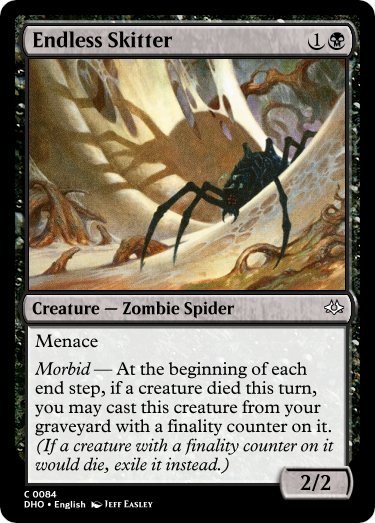 Endless Skitter 1
Creature — Zombie Spider
Menace
Morbid — At the beginning of each
end step, if a creature died this turn,
you may cast this creature from your
graveyard with a finality counter on it.
(If a creature with a finality counter on it
would die, exile it instead.)
2/2
C 0084
DHO • English Jeff Easley